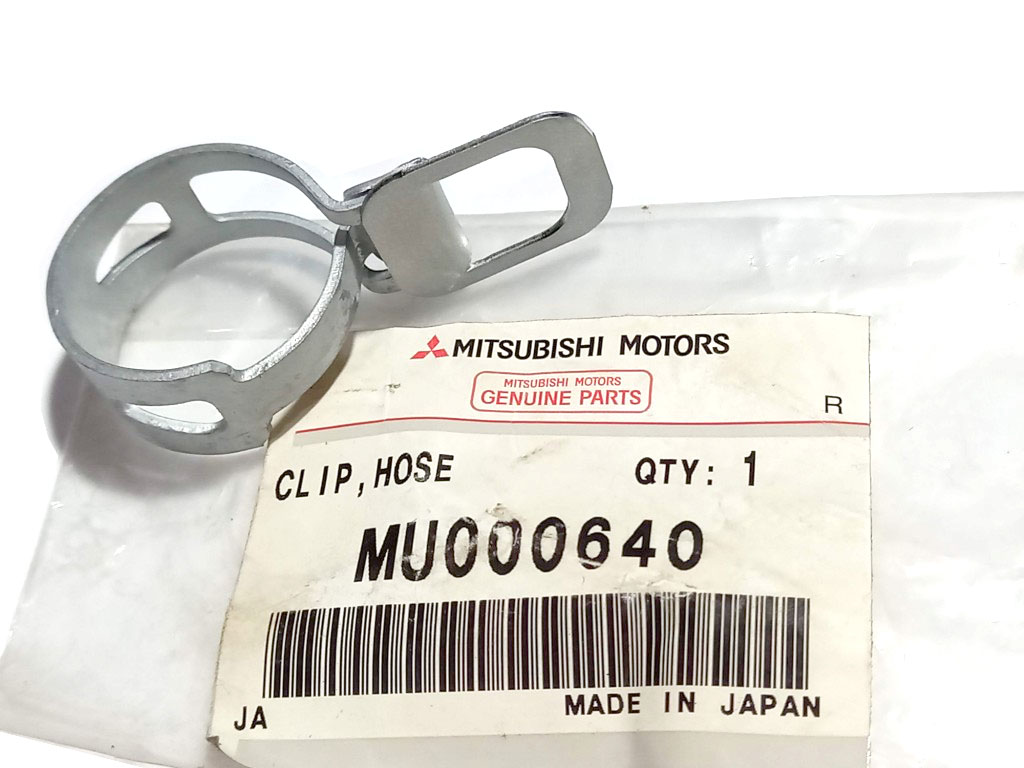 MITSUBISHI MOTORS
MITSUBISHI MOTORS
GENUINE PARTS
R
CLIP, HOSE QTY: 1
MU000640
JA MADE IN JAPAN